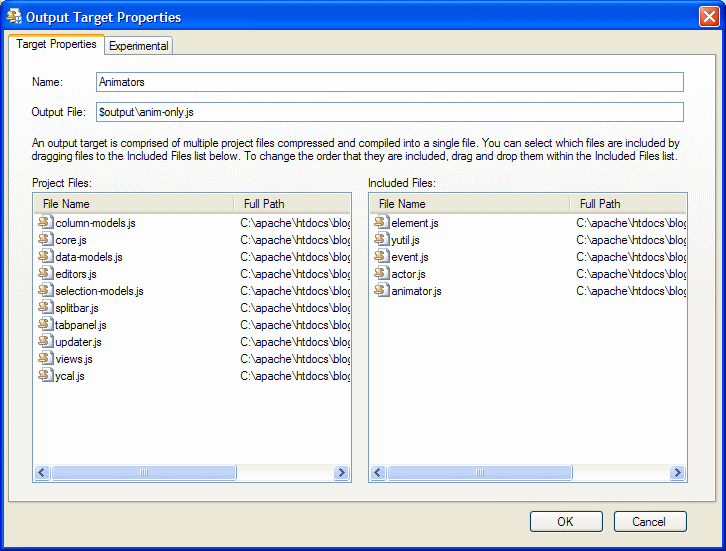 Output Target Properties
Target Properties
Experimental
Name:
Animators
Output File:
$output\anim-only.js
An output target is comprised of multiple project files compressed and compiled into a single file. You can select which files are included by
dragging files to the Included Files list below. To change the order that they are included, drag and drop them within the Included Files list.
Project Files:
File Name Full Path
column-models.js C:\apache\htdocs\blog
core.js C:\apache\htdocs\blog
data-models.js C:\apache\htdocs\blog
editors.js C:\apache\htdocs\blog
selection-models.js C:\apache\htdocs\blog
splitbar.js C:\apache\htdocs\blog
tabpanel.js C:\apache\htdocs\blog
updater.js C:\apache\htdocs\blog
views.js C:\apache\htdocs\blog
ycal.js C:\apache\htdocs\blog
Included Files:
File Name Full Path
element.js C:\apache\htdocs\blog
yutil.js C:\apache\htdocs\blog
event.js C:\apache\htdocs\blog
actor.js C:\apache\htdocs\blog
animator.js C:\apache\htdocs\blog
OK
Cancel